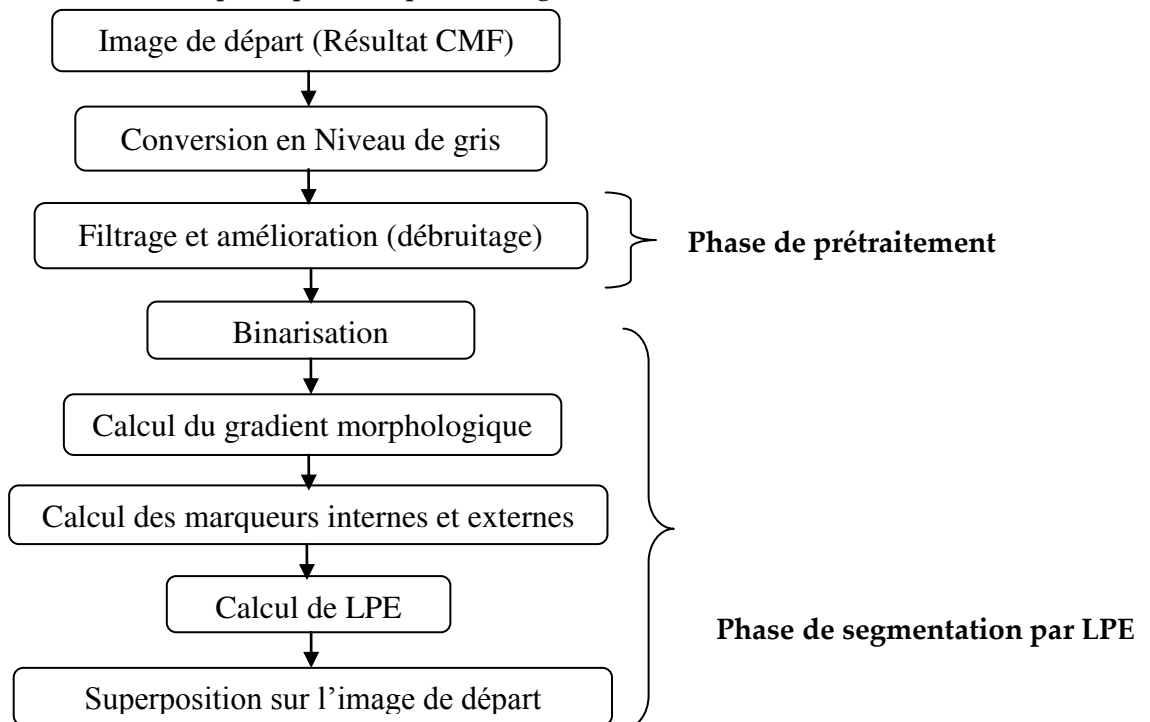 Image de départ (Résultat CMF)
Conversion en Niveau de gris
Filtrage et amélioration (débruitage)
Phase de prétraitement
Binarisation
Calcul du gradient morphologique
Calcul des marqueurs internes et externes
Calcul de LPE
Phase de segmentation par LPE
Superposition sur l’image de départ